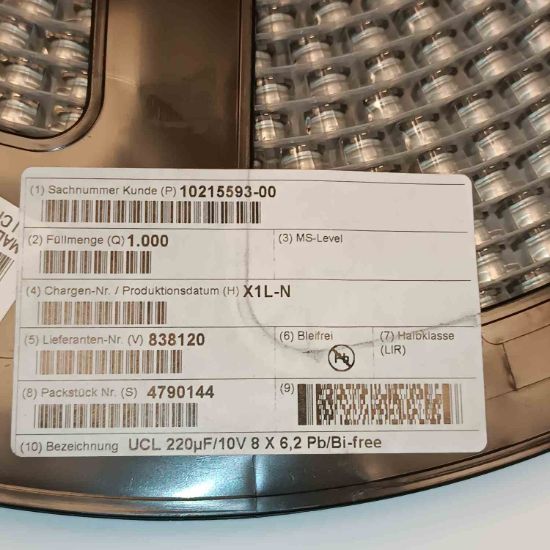 (1) Sachnummer Kunde (P) 10215593-00
(2) Füllmenge (Q) 1.000
(3) MS-Level
(4) Chargen-Nr. / Produktionsdatum (H) X1L-N
(5) Lieferanten-Nr. (V) 838120
(6) Bleifrei
Pb
(7) Halbklasse
(LIR)
(8) Packstück Nr. (S) 4790144
(9)
(10) Bezeichnung UCL 220µF/10V 8 X 6,2 Pb/Bi-free